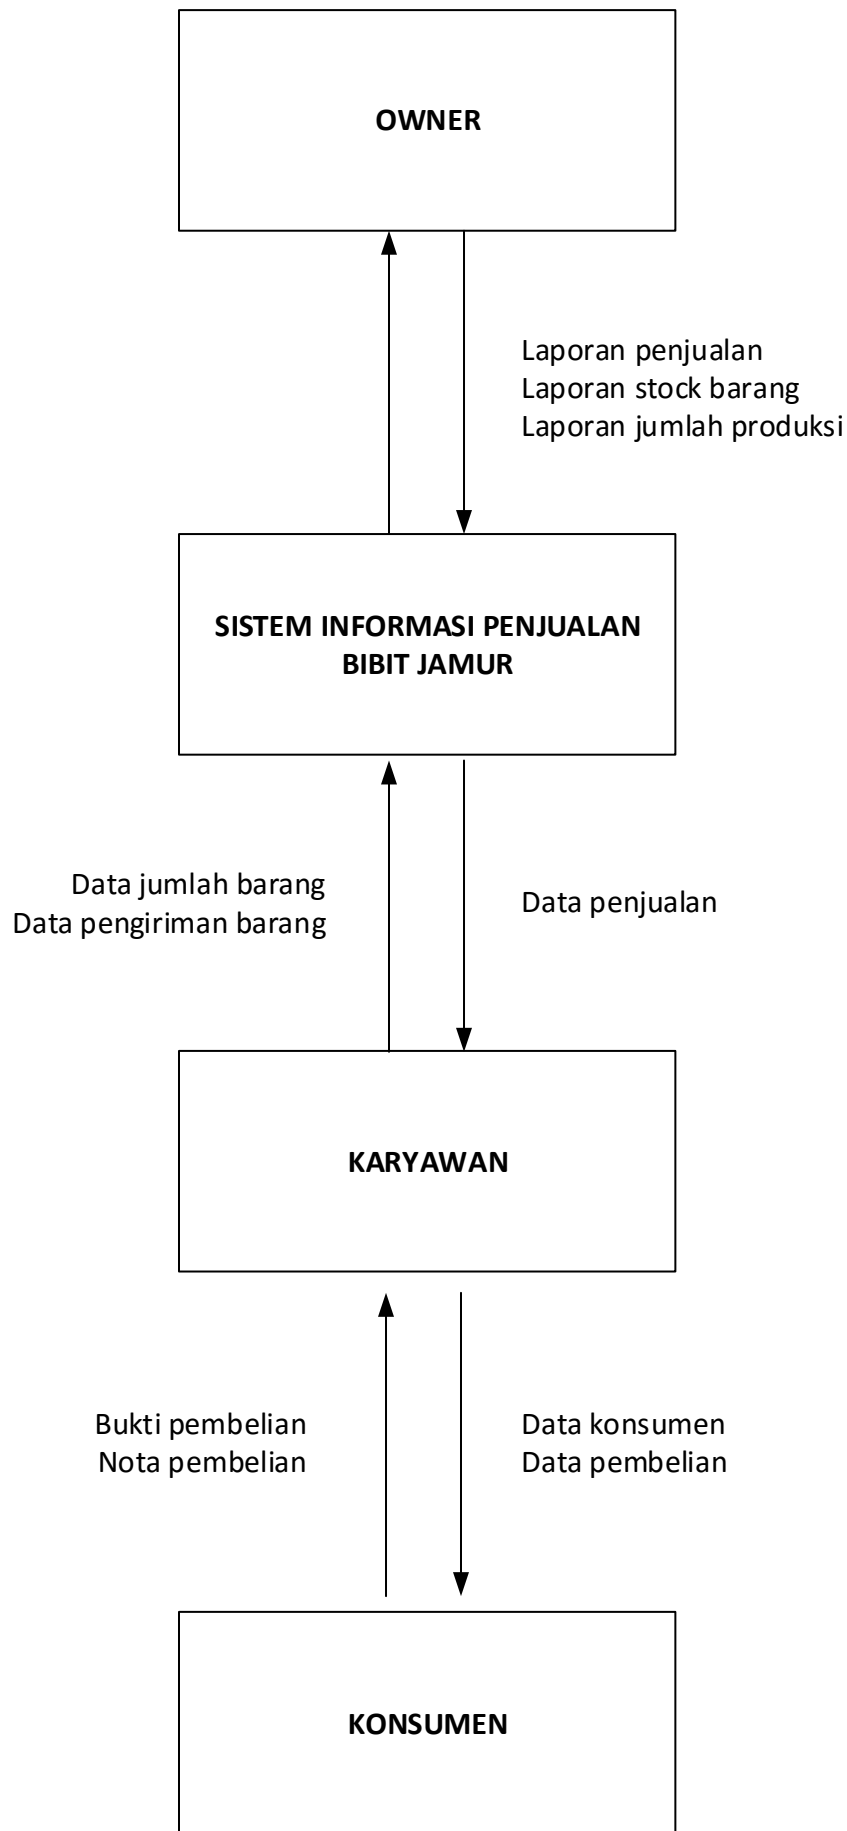 OWNER
Laporan penjualan
Laporan stock barang
Laporan jumlah produksi
SISTEM INFORMASI PENJUALAN
BIBIT JAMUR
Data jumlah barang
Data pengiriman barang
Data penjualan
KARYAWAN
Bukti pembelian
Nota pembelian
Data konsumen
Data pembelian
KONSUMEN